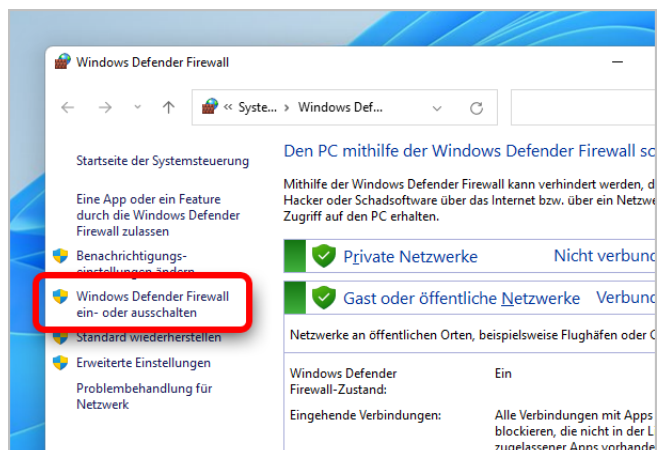 Windows Defender Firewall
« Syste... › Windows Def...
Startseite der Systemsteuerung
Eine App oder ein Feature
durch die Windows Defender
Firewall zulassen
Benachrichtigungs-
einstellungen ändern
Windows Defender Firewall
ein- oder ausschalten
Standard wiederherstellen
Erweiterte Einstellungen
Problembehandlung für
Netzwerk
Den PC mithilfe der Windows Defender Firewall sc
Mithilfe der Windows Defender Firewall kann verhindert werden, d
Hacker oder Schadsoftware über das Internet bzw. über ein Netzwe
Zugriff auf den PC erhalten.
Private Netzwerke Nicht verbund
Gast oder öffentliche Netzwerke Verbund
Netzwerke an öffentlichen Orten, beispielsweise Flughäfen oder C
Windows Defender
Firewall-Zustand:
Ein
Eingehende Verbindungen:
Alle Verbindungen mit Apps
blockieren, die nicht in der L
zugelassener Apps vorhande